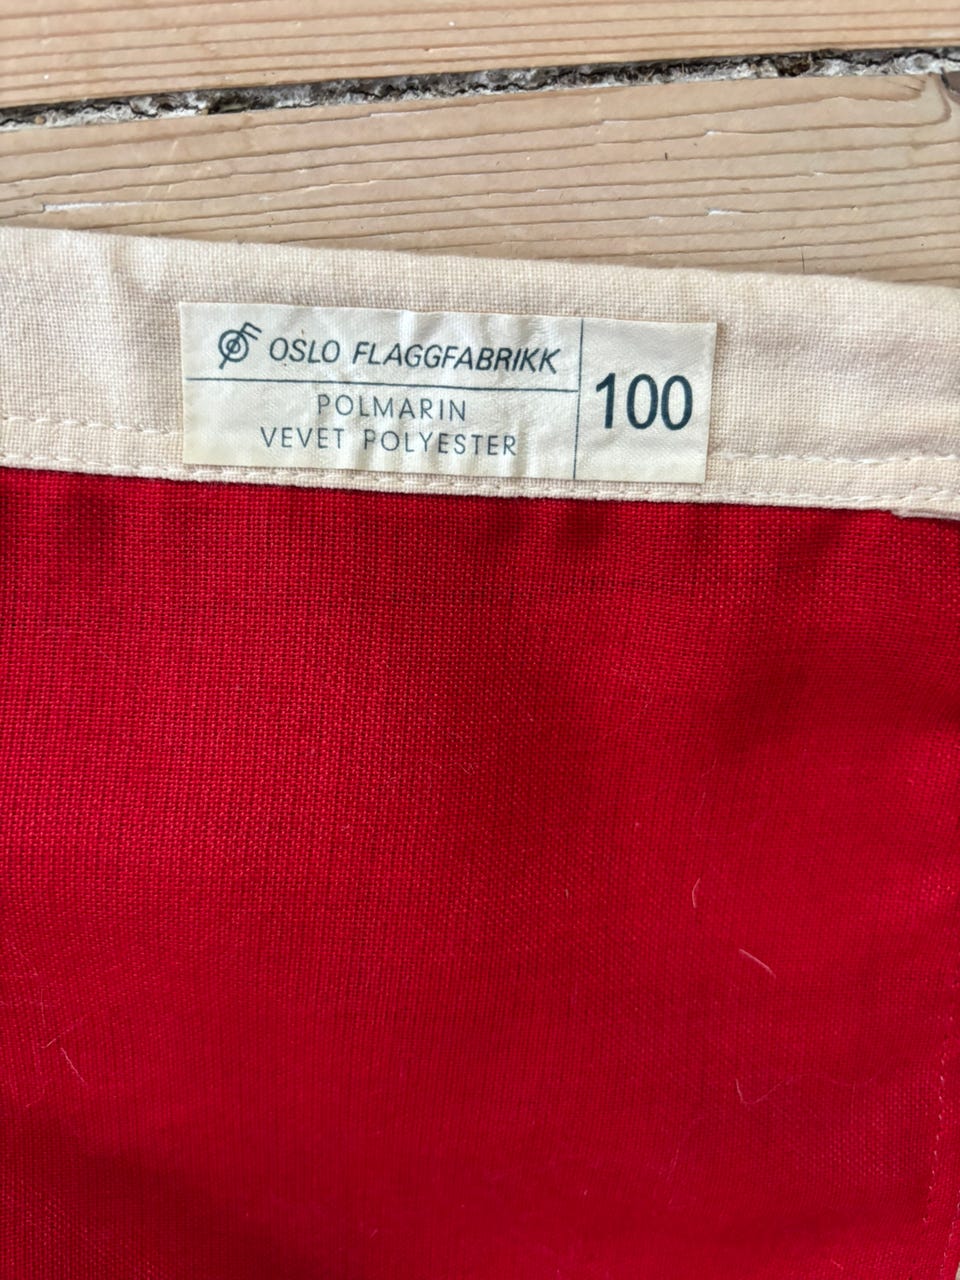 OSLO FLAGGFABRIKK
POLMARIN
VEVET POLYESTER
100